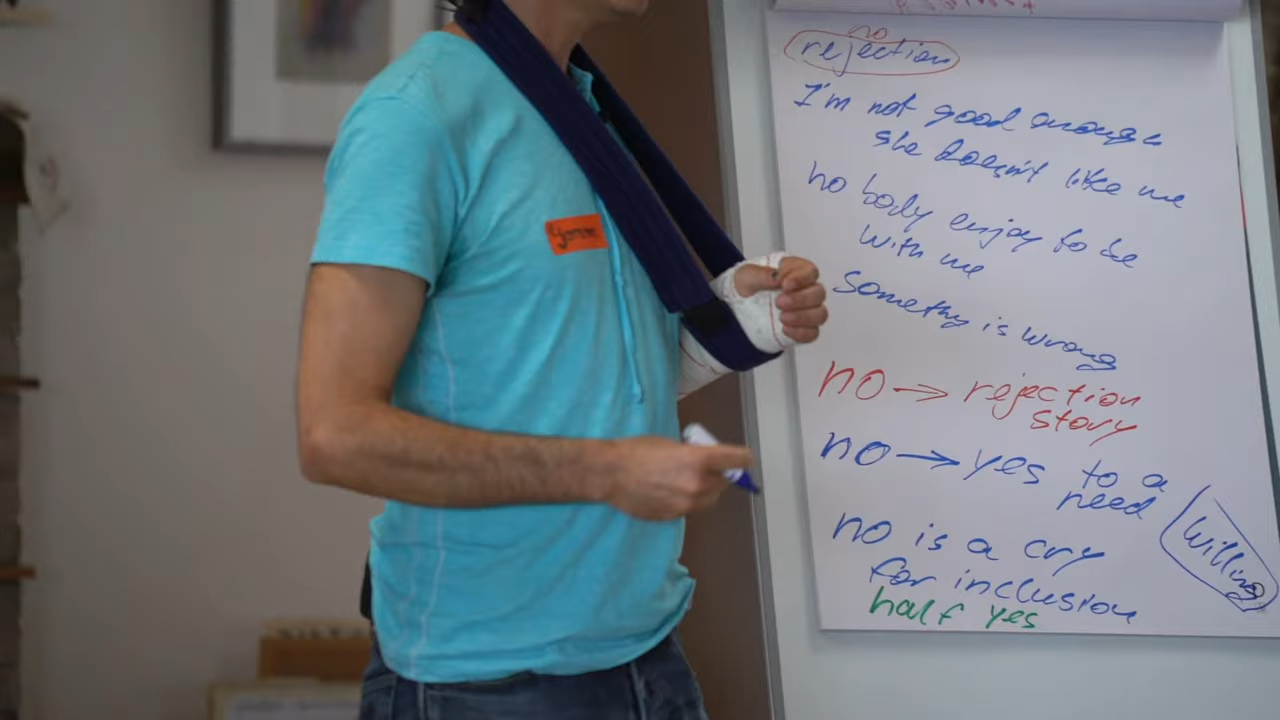 no
rejection
I'm not good enough
she doesn't like me
no body enjoy to be
with me
somethg is wrong
no → rejection
story
no → yes to a
need
no is a cry
for inclusion
half yes
Willing